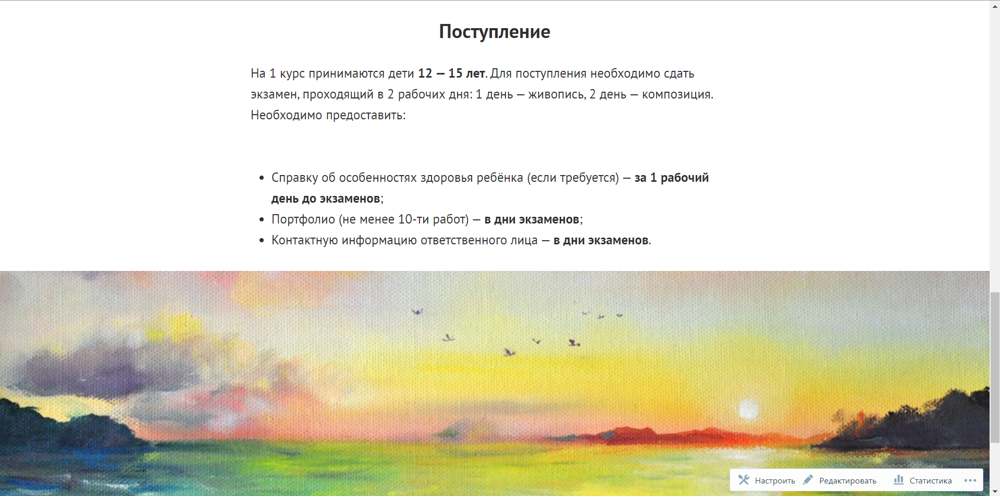 Поступление
На 1 курс принимаются дети 12 — 15 лет. Для поступления необходимо сдать
экзамен, проходящий в 2 рабочих дня: 1 день — живопись, 2 день — композиция.
Необходимо предоставить:
• Справку об особенностях здоровья ребёнка (если требуется) — за 1 рабочий
день до экзаменов;
• Портфолио (не менее 10-ти работ) — в дни экзаменов;
• Контактную информацию ответственного лица — в дни экзаменов.
Настроить Редактировать Статистика